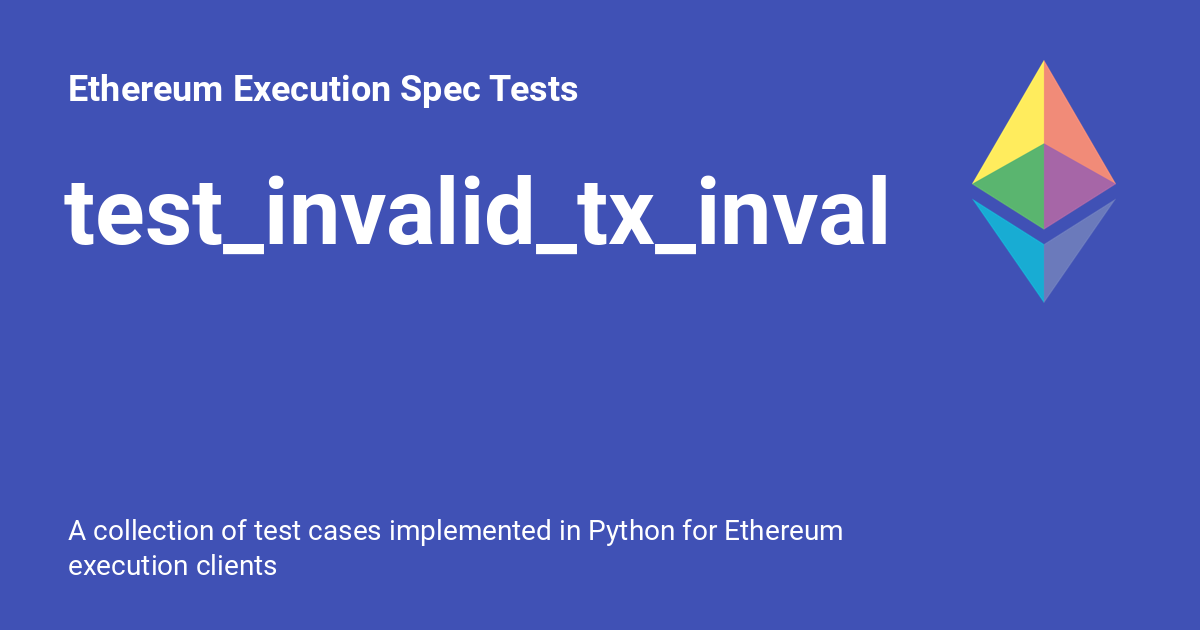 Ethereum Execution Spec Tests
test_invalid_tx_inval
A collection of test cases implemented in Python for Ethereum
execution clients